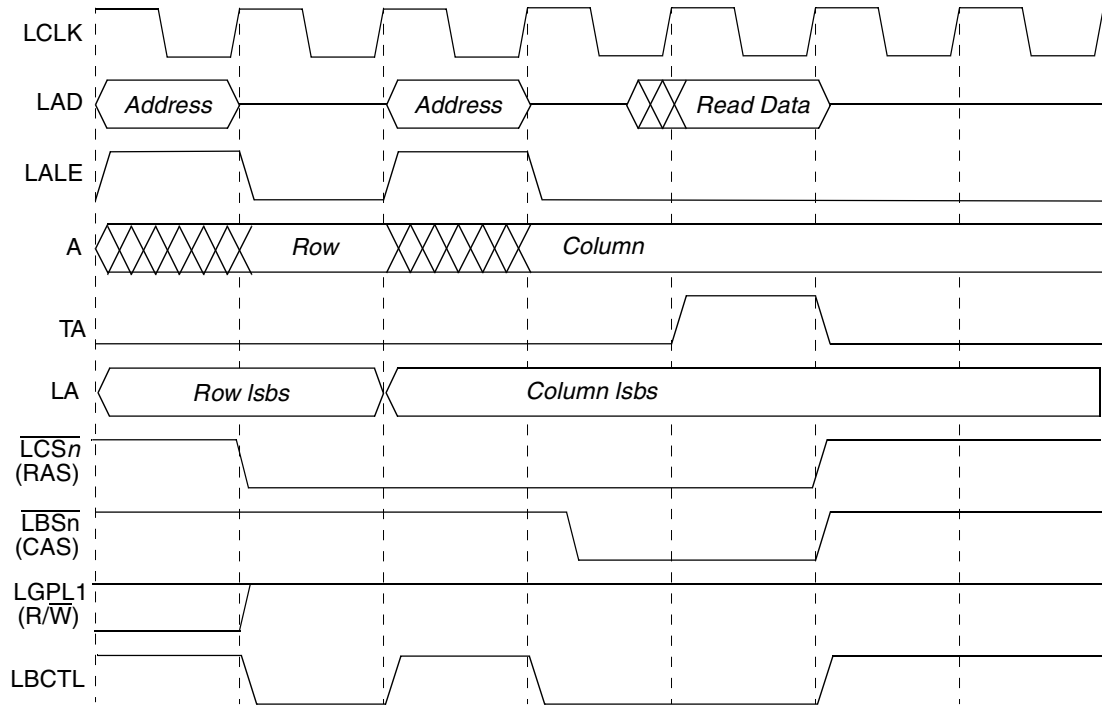 LCLK
LAD Address Address Read Data
LALE
A Row Column
TA
LA Row lsbs Column lsbs
LCSn
(RAS)
LBSn
(CAS)
LGPL1
(R/W)
LBCTL